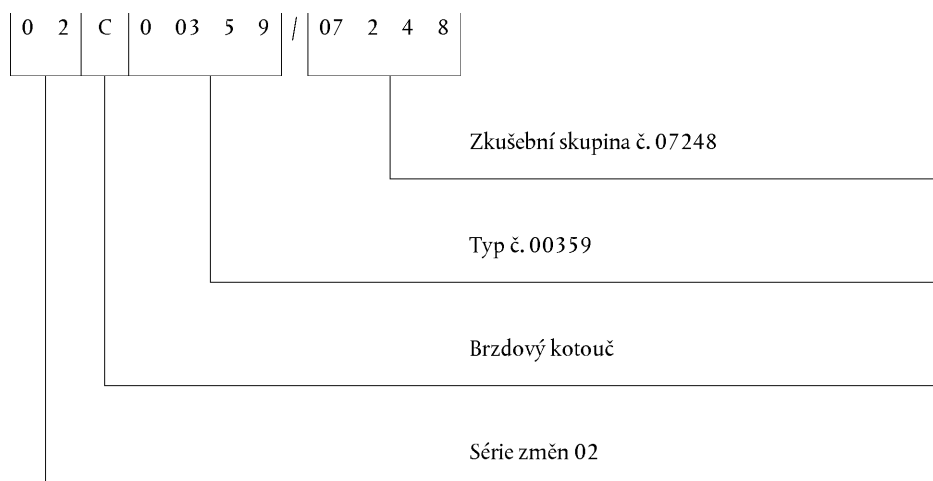 0 2 C 0 03 5 9 / 07 2 4 8
Zkušební skupina č. 07248
Typ č. 00359
Brzdový kotouč
Série změn 02